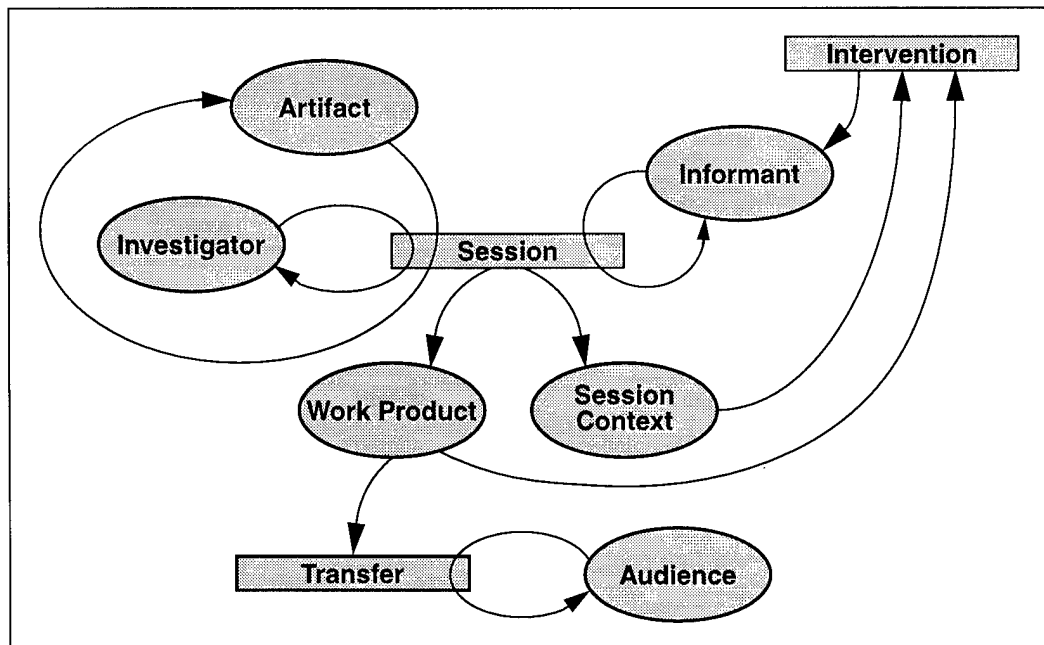 Intervention
Artifact
Informant
Investigator
Session
Work Product
Session
Context
Transfer
Audience